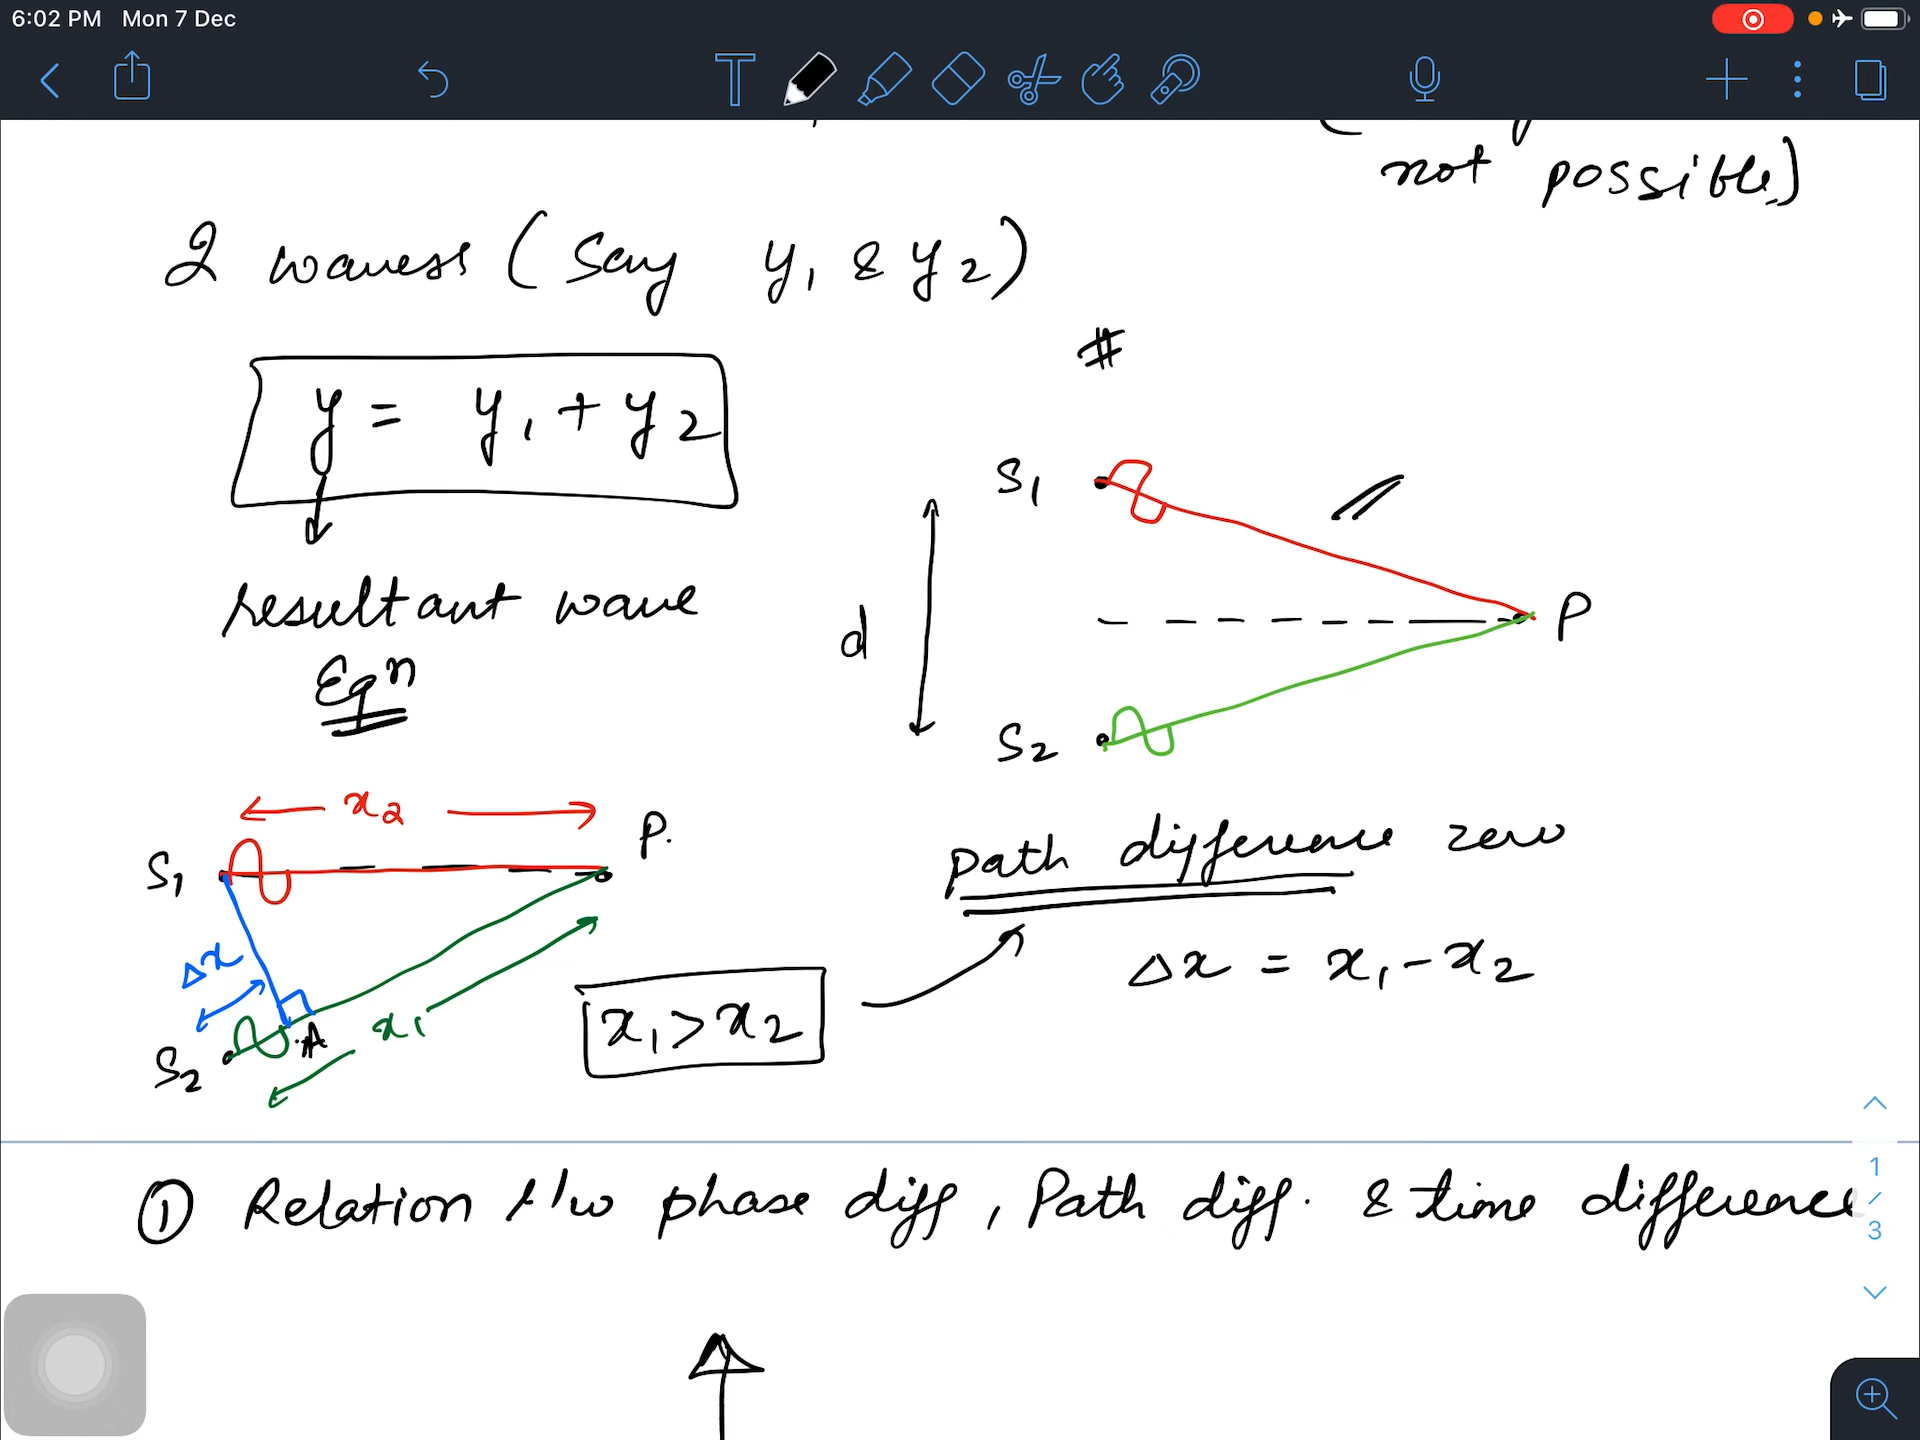 6:02 PM Mon 7 Dec
not possible)
2 waves (say y1 & y2)
#
y = y1 + y2
resultant wave
Eqn
S1
d
P
S2
x2
S1
P.
Δx
x1
A
S2
path difference zero
Δx = x1 - x2
x1 > x2
① Relation b/w phase diff, Path diff. & time difference
1
/
3